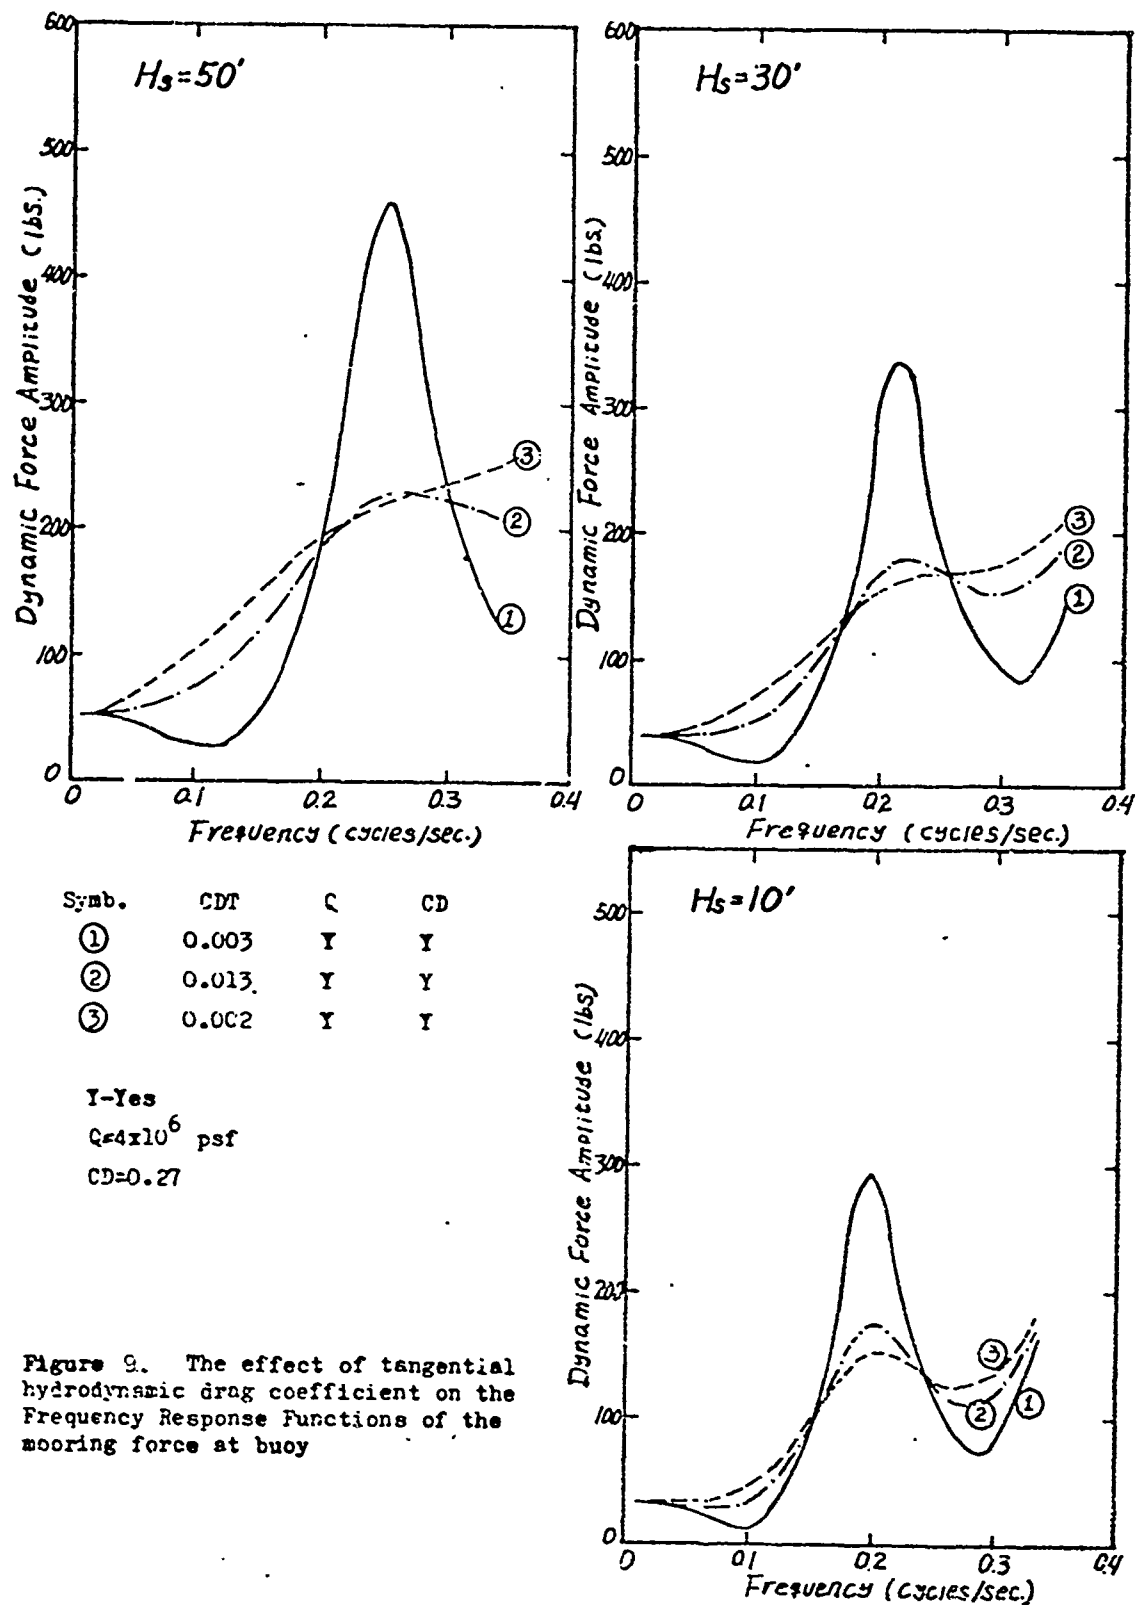 Hs=50'
600
500
400
300
200
100
0
Dynamic Force Amplitude (lbs.)
3
2
1
0 0.1 0.2 0.3 0.4
Frequency (cycles/sec.)
Hs=30'
600
500
400
300
200
100
0
Dynamic Force Amplitude (lbs.)
3
2
1
0 0.1 0.2 0.3 0.4
Frequency (cycles/sec.)
Symb. CDT Q CD
1 0.003 Y Y
2 0.013 Y Y
3 0.002 Y Y
Y-Yes
Q=4x10^6 psf
CD=0.27
Hs=10'
500
400
300
200
100
0
Dynamic Force Amplitude (lbs)
3
2
1
0 0.1 0.2 0.3 0.4
Frequency (cycles/sec.)
Figure 9. The effect of tangential
hydrodynamic drag coefficient on the
Frequency Response Functions of the
mooring force at buoy